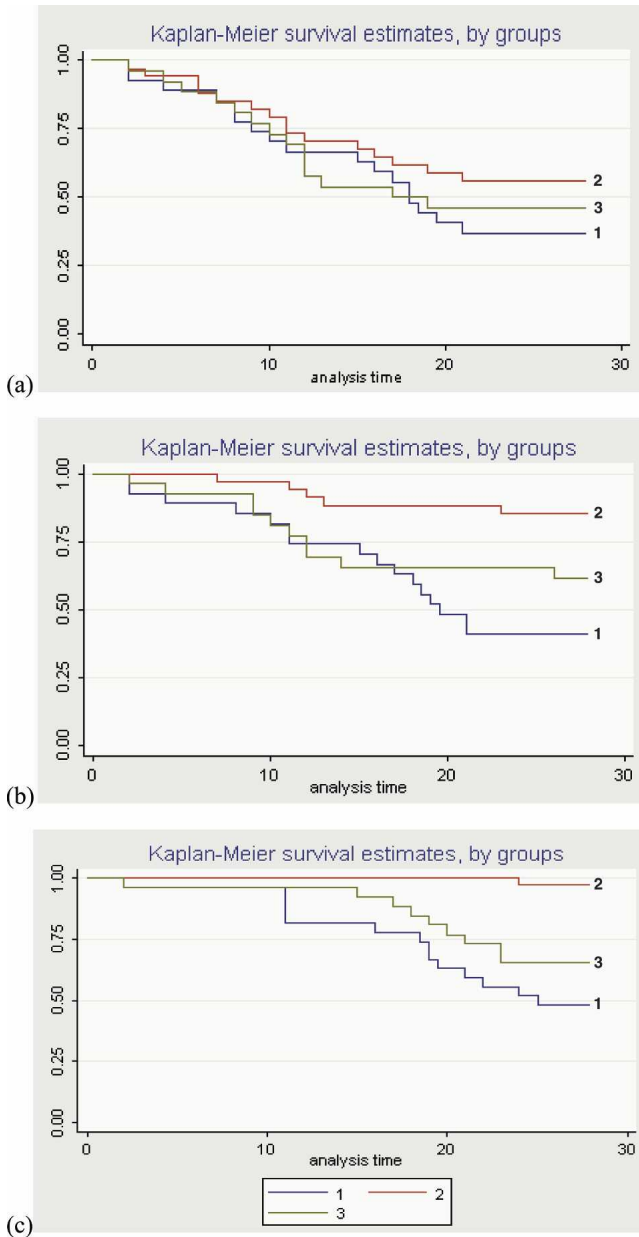 Kaplan-Meier survival estimates, by groups
1.00
0.75
0.50
0.25
0.00
2
3
1
0 10 20 30
analysis time
(a)
Kaplan-Meier survival estimates, by groups
1.00
0.75
0.50
0.25
0.00
2
3
1
0 10 20 30
analysis time
(b)
Kaplan-Meier survival estimates, by groups
1.00
0.75
0.50
0.25
0.00
2
3
1
0 10 20 30
analysis time
1 2
3
(c)